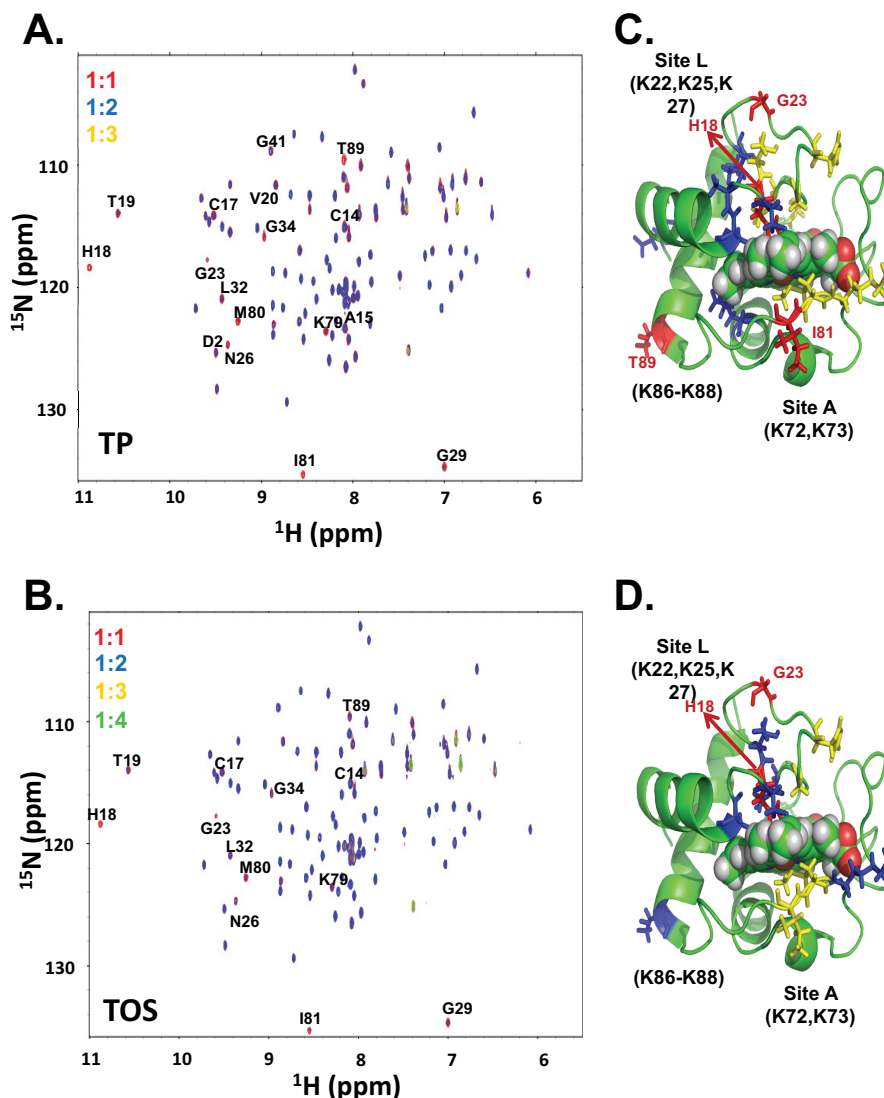 A.
1:1
1:2
1:3
G41
T89
T19
C17
V20
C14
G34
H18
G23
L32
M80
K79
A15
D2
N26
I81
G29
TP
110
120
130
15N (ppm)
11
10
9
8
7
6
1H (ppm)
C.
Site L
(K22,K25,K
27)
G23
H18
I81
T89
(K86-K88)
Site A
(K72,K73)
B.
1:1
1:2
1:3
1:4
T89
T19
C17
C14
G34
H18
G23
L32
M80
K79
N26
I81
G29
TOS
110
120
130
15N (ppm)
11
10
9
8
7
6
1H (ppm)
D.
Site L
(K22,K25,K
27)
G23
H18
(K86-K88)
Site A
(K72,K73)